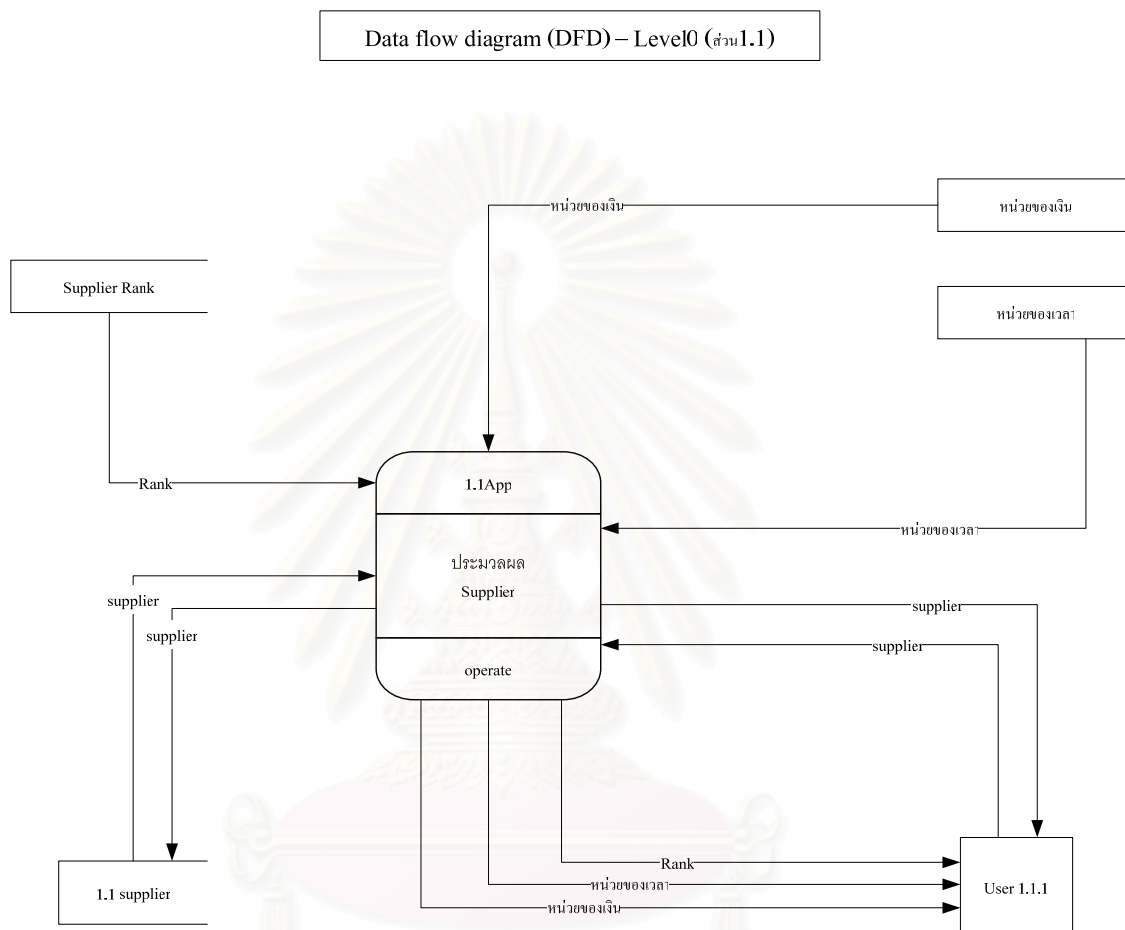 Data flow diagram (DFD) – Level0 (ส่วน1.1)
หน่วยของเงิน
หน่วยของเงิน
Supplier Rank
หน่วยของเวลา
Rank
1.1App
หน่วยของเวลา
ประมวลผล
Supplier
supplier
supplier
supplier
supplier
operate
Rank
หน่วยของเวลา
หน่วยของเงิน
1.1 supplier
User 1.1.1